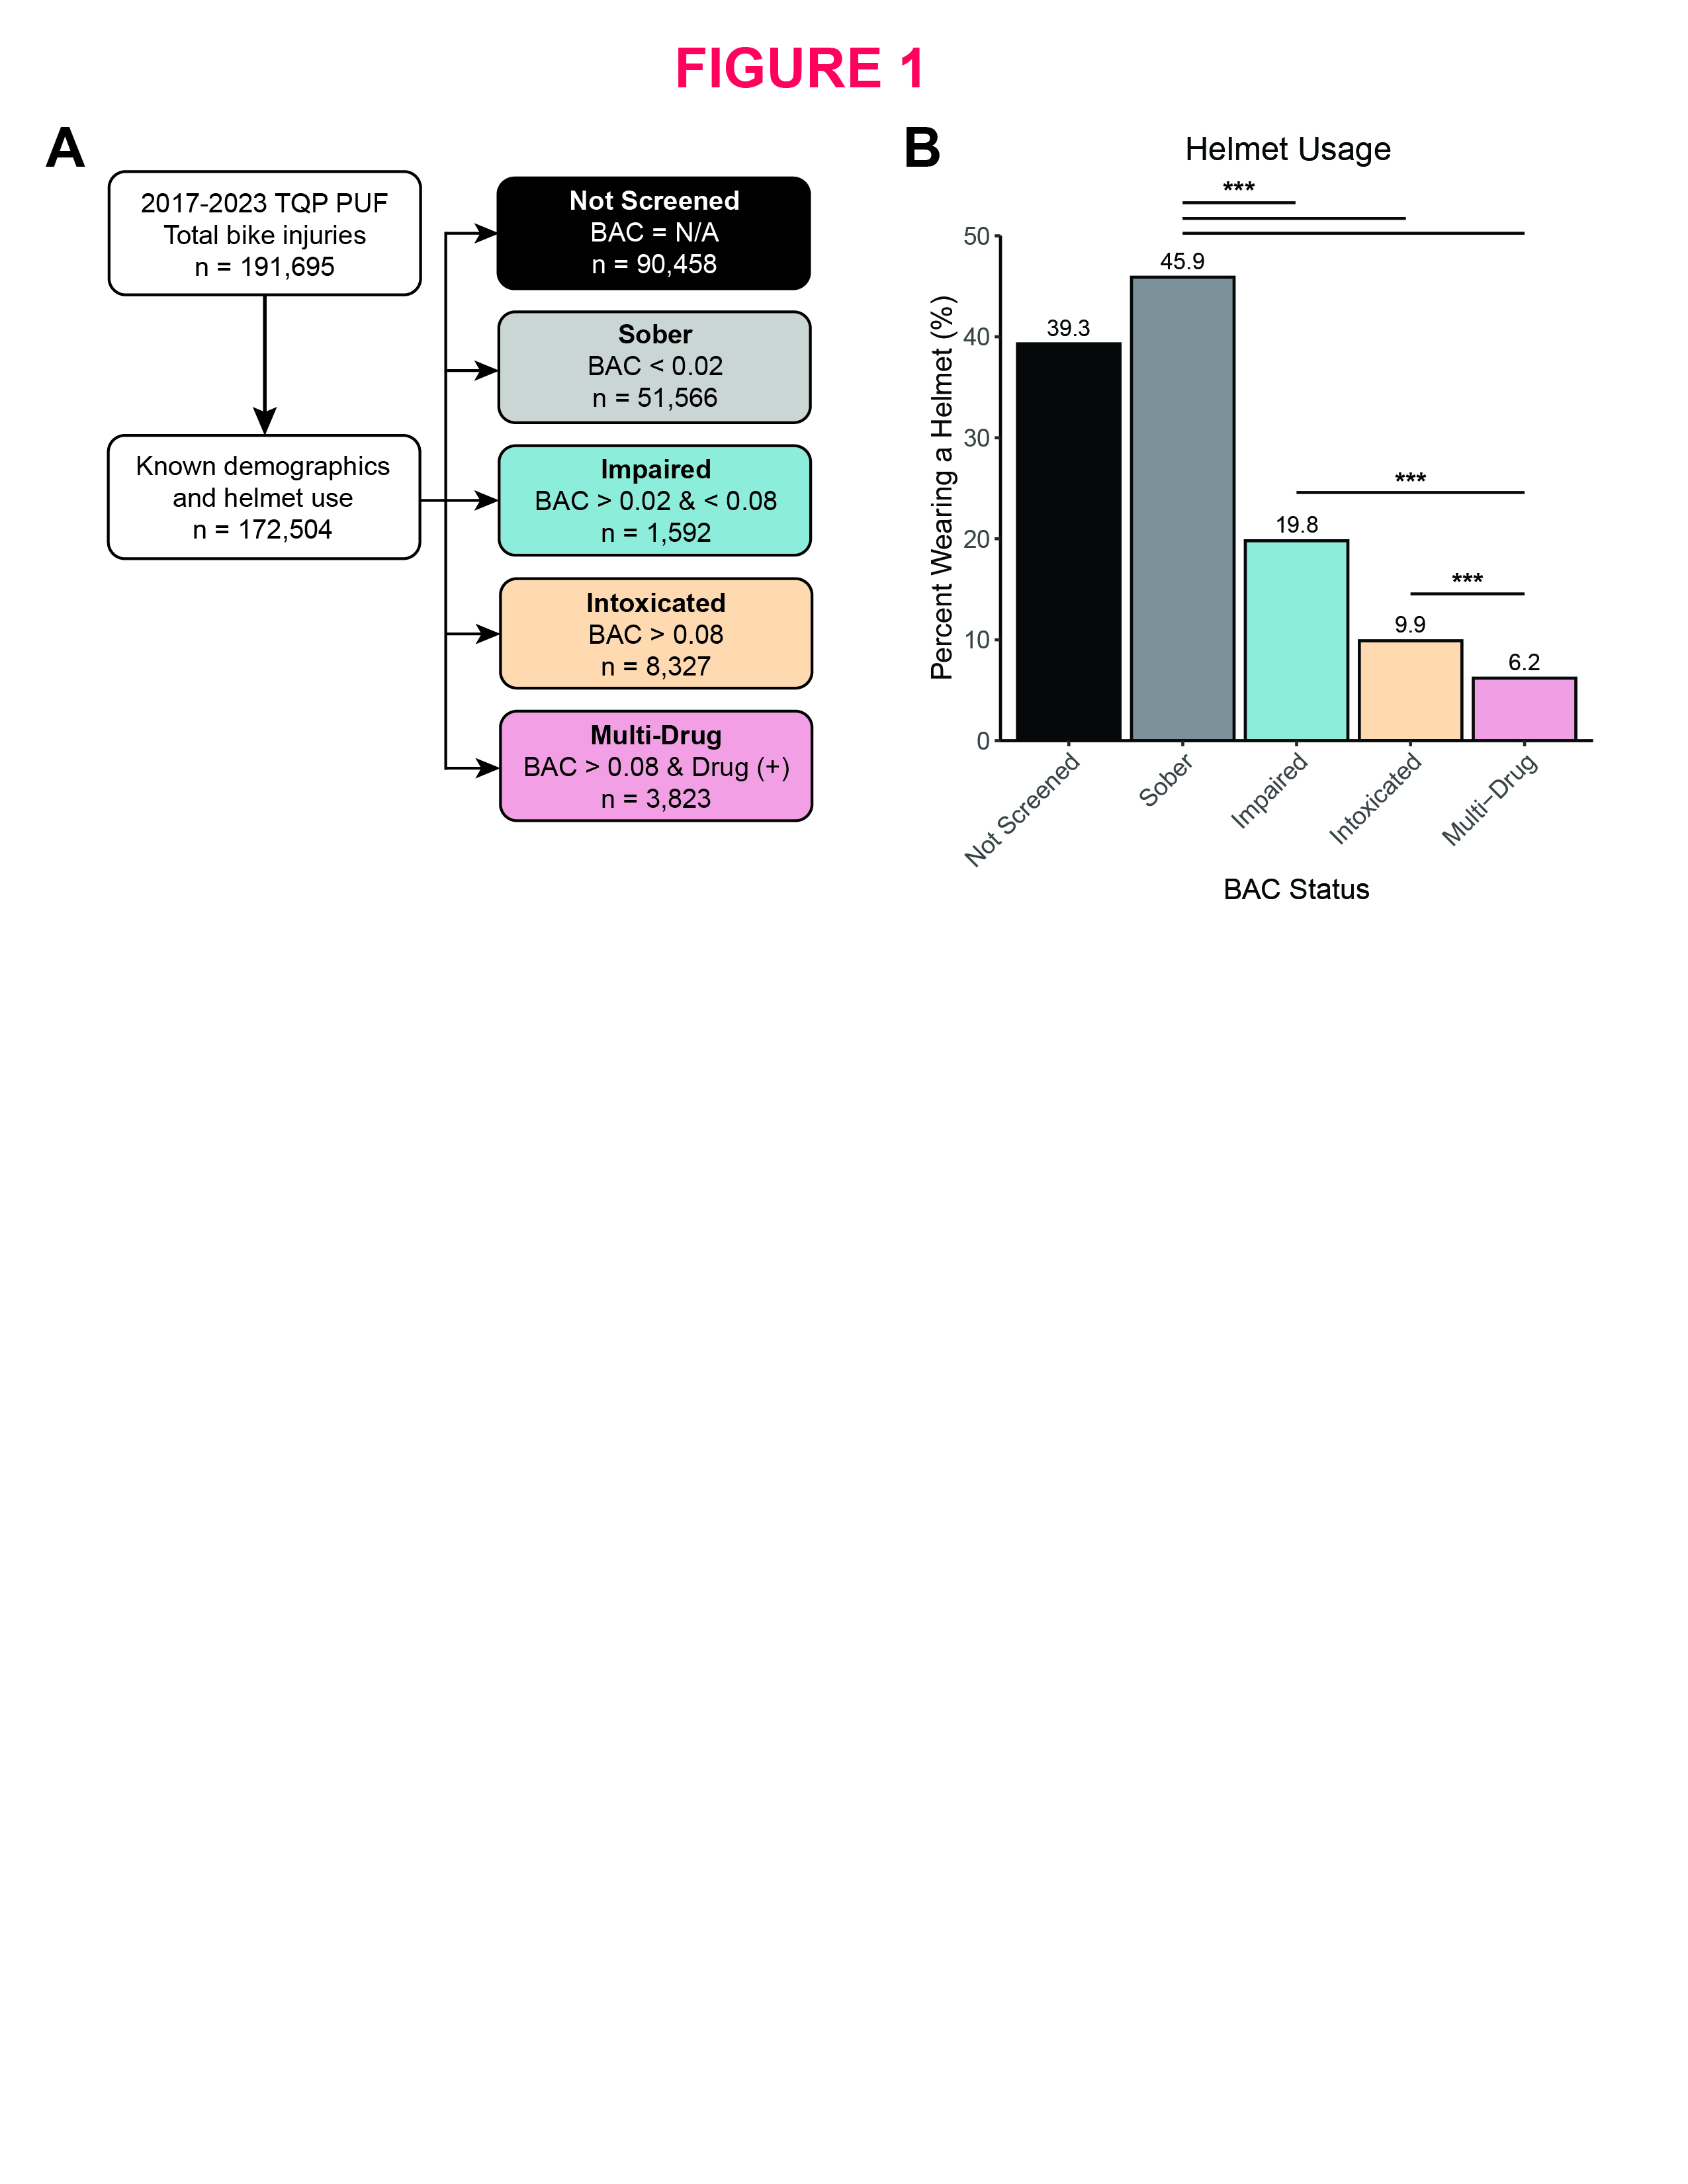 FIGURE 1
A
2017-2023 TQP PUF
Total bike injuries
n = 191,695
Known demographics
and helmet use
n = 172,504
Not Screened
BAC = N/A
n = 90,458
Sober
BAC < 0.02
n = 51,566
Impaired
BAC > 0.02 & < 0.08
n = 1,592
Intoxicated
BAC > 0.08
n = 8,327
Multi-Drug
BAC > 0.08 & Drug (+)
n = 3,823
B
Helmet Usage
***
***
***
Percent Wearing a Helmet (%)
50
40
30
20
10
0
39.3
45.9
19.8
9.9
6.2
Not Screened
Sober
Impaired
Intoxicated
Multi−Drug
BAC Status